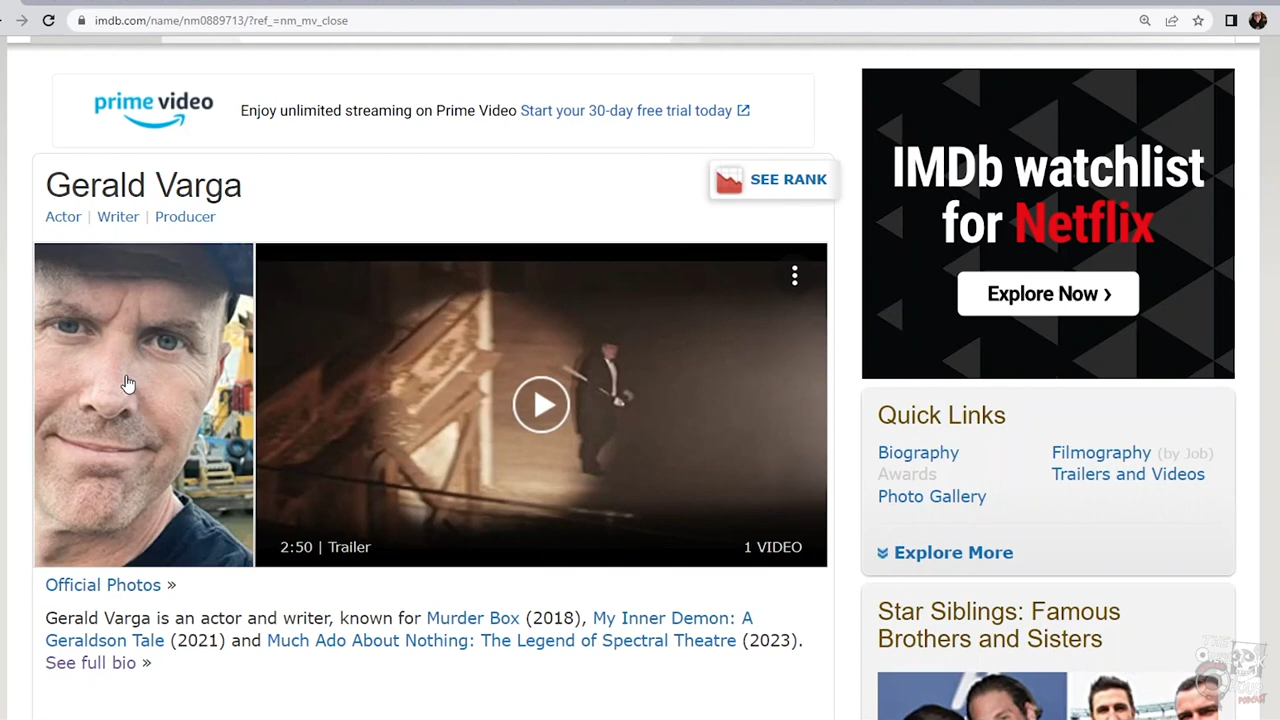 imdb.com/name/nm0889713/?ref_=nm_mv_close
prime video
Enjoy unlimited streaming on Prime Video Start your 30-day free trial today
Gerald Varga
SEE RANK
Actor | Writer | Producer
2:50 | Trailer
1 VIDEO
Official Photos »
Gerald Varga is an actor and writer, known for Murder Box (2018), My Inner Demon: A
Geraldson Tale (2021) and Much Ado About Nothing: The Legend of Spectral Theatre (2023).
See full bio »
IMDb watchlist
for Netflix
Explore Now ›
Quick Links
Biography
Filmography (by Job)
Awards
Trailers and Videos
Photo Gallery
Explore More
Star Siblings: Famous
Brothers and Sisters
THE
PODCAST